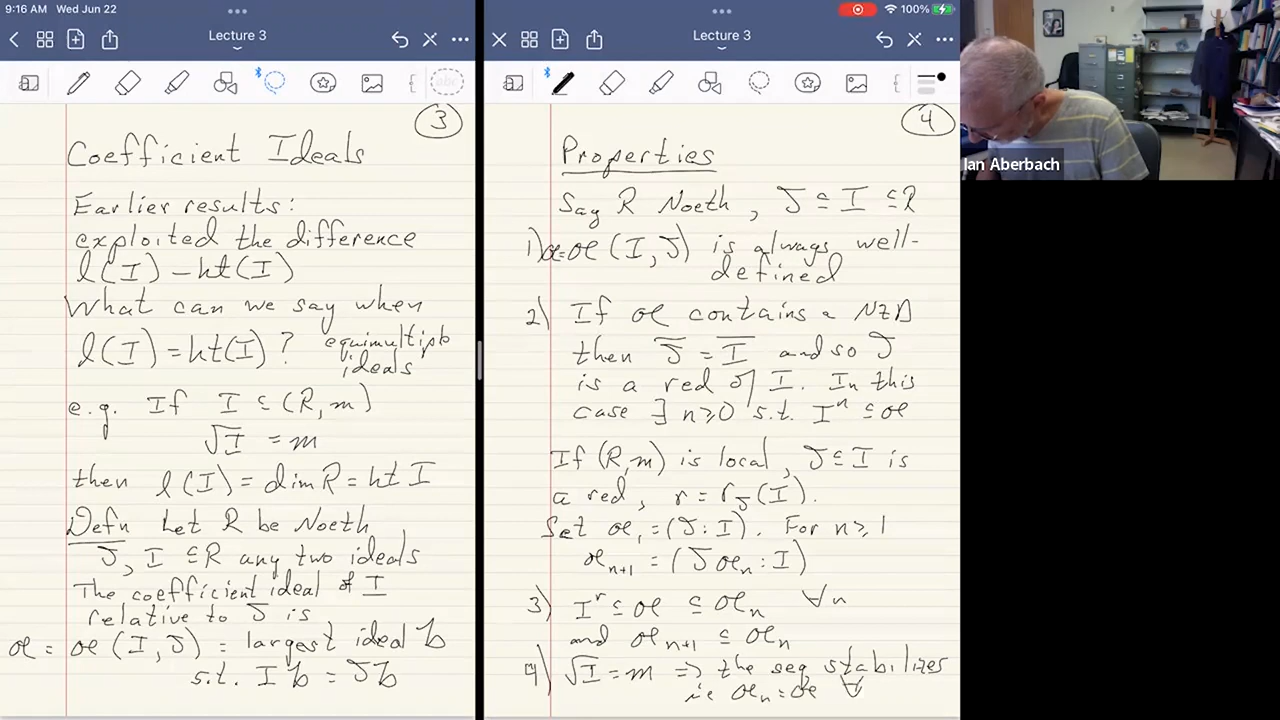 9:16 AM Wed Jun 22
100%
Lecture 3
Lecture 3
Ian Aberbach
3
Coefficient Ideals
Earlier results:
exploited the difference
l(I) - ht(I)
What can we say when
l(I) = ht(I)? equimultiple
ideals
e.g. If I ⊆ (R, m)
√I = m
then l(I) = dim R = ht I
Defn Let R be Noeth
J, I ⊆ R any two ideals
The coefficient ideal of I
relative to J is
𝔞 = 𝔞(I, J) = largest ideal 𝔟
s.t. I𝔟 = J𝔟
4
Properties
Say R Noeth, J ⊆ I ⊆ R
1) 𝔞=𝔞(I, J) is always well-
defined
2) If 𝔞 contains a NZD
then J̅ = I̅ and so J
is a red of I. In this
case ∃ n≥0 s.t. Iⁿ ⊆ 𝔞
If (R, m) is local, J ⊆ I is
a red, r = r_J(I).
Set 𝔞₁ = (J : I). For n ≥ 1
𝔞ₙ₊₁ = (J𝔞ₙ : I)
3) Iʳ ⊆ 𝔞 ⊆ 𝔞ₙ ∀n
and 𝔞ₙ₊₁ ⊆ 𝔞ₙ
4) √I = m ⇒ the seq stabilizes
ie 𝔞ₙ = 𝔞 ∀